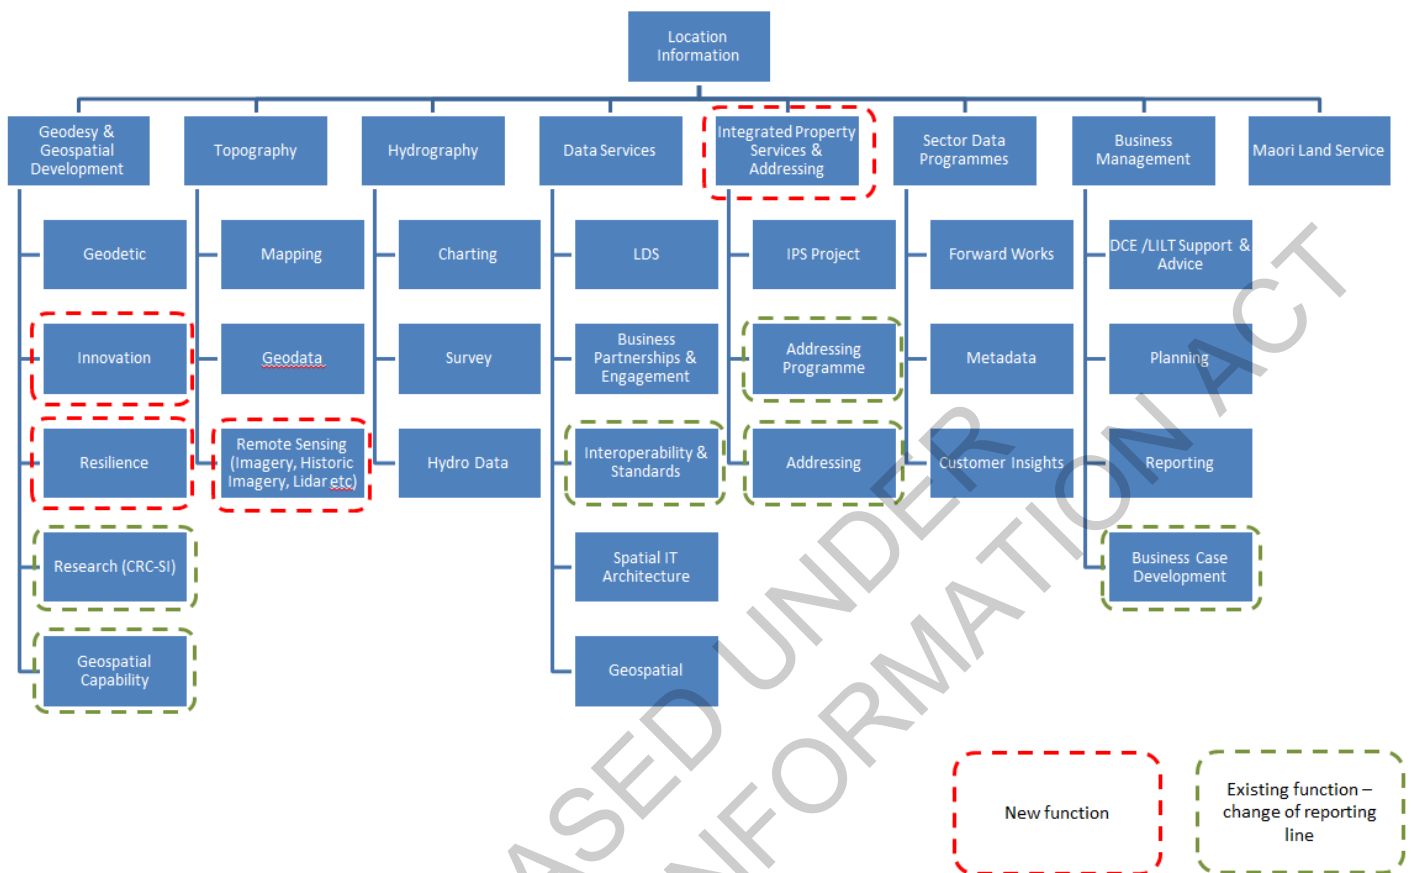 Location
Information
Geodesy &
Geospatial
Development
Topography
Hydrography
Data Services
Integrated Property
Services &
Addressing
Sector Data
Programmes
Business
Management
Maori Land Service
Geodetic
Mapping
Charting
LDS
IPS Project
Forward Works
DCE /LILT Support &
Advice
Innovation
Geodata
Survey
Business
Partnerships &
Engagement
Addressing
Programme
Metadata
Planning
Resilience
Remote Sensing
(Imagery, Historic
Imagery, Lidar etc)
Hydro Data
Interoperability &
Standards
Addressing
Customer Insights
Reporting
Research (CRC-SI)
Spatial IT
Architecture
Business Case
Development
Geospatial
Capability
Geospatial
New function
Existing function –
change of reporting
line
ASED UNDER
INFORMATION ACT